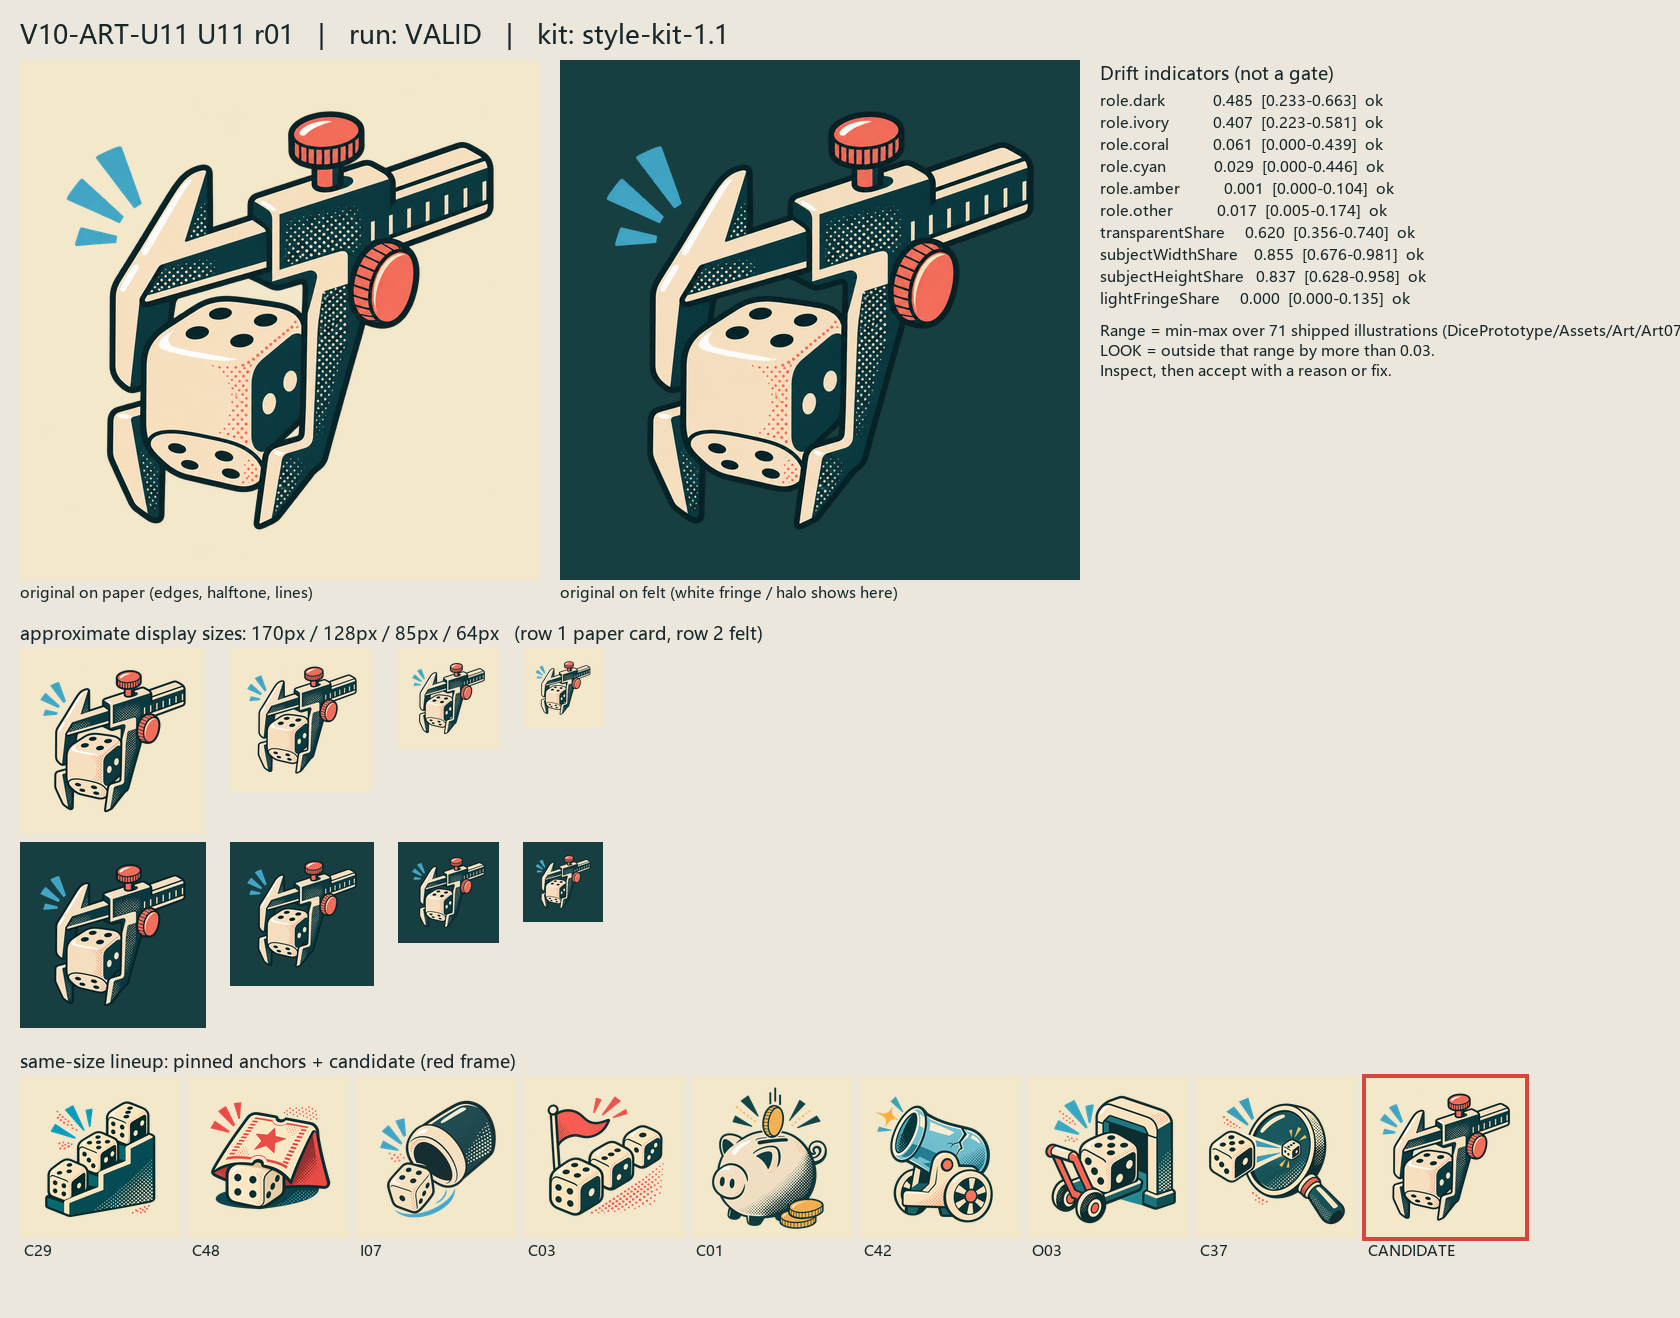 V10-ART-U11 U11 r01 | run: VALID | kit: style-kit-1.1
Drift indicators (not a gate)
role.dark 0.485 [0.233-0.663] ok
role.ivory 0.407 [0.223-0.581] ok
role.coral 0.061 [0.000-0.439] ok
role.cyan 0.029 [0.000-0.446] ok
role.amber 0.001 [0.000-0.104] ok
role.other 0.017 [0.005-0.174] ok
transparentShare 0.620 [0.356-0.740] ok
subjectWidthShare 0.855 [0.676-0.981] ok
subjectHeightShare 0.837 [0.628-0.958] ok
lightFringeShare 0.000 [0.000-0.135] ok
Range = min-max over 71 shipped illustrations (DicePrototype/Assets/Art/Art07
LOOK = outside that range by more than 0.03.
Inspect, then accept with a reason or fix.
original on paper (edges, halftone, lines)
original on felt (white fringe / halo shows here)
approximate display sizes: 170px / 128px / 85px / 64px (row 1 paper card, row 2 felt)
same-size lineup: pinned anchors + candidate (red frame)
C29
C48
I07
C03
C01
C42
O03
C37
CANDIDATE